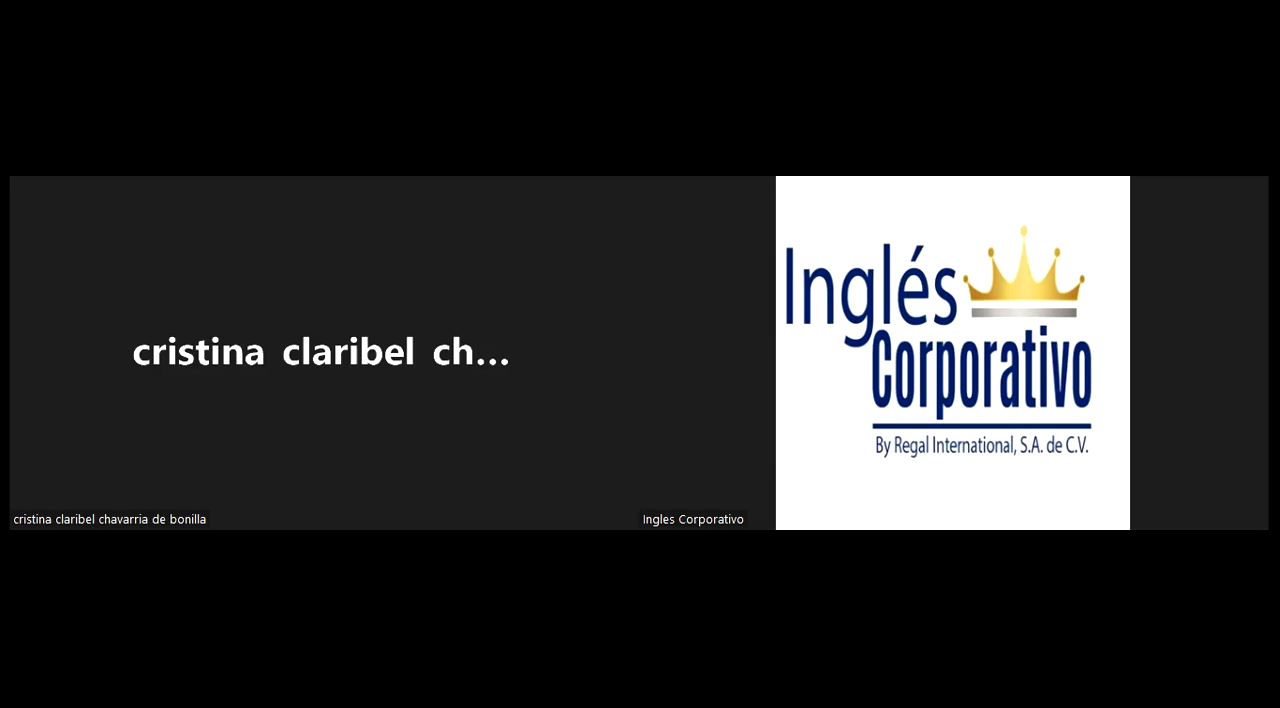 cristina claribel ch...
Inglés
Corporativo
By Regal International, S.A. de C.V.
cristina claribel chavarria de bonilla
Ingles Corporativo